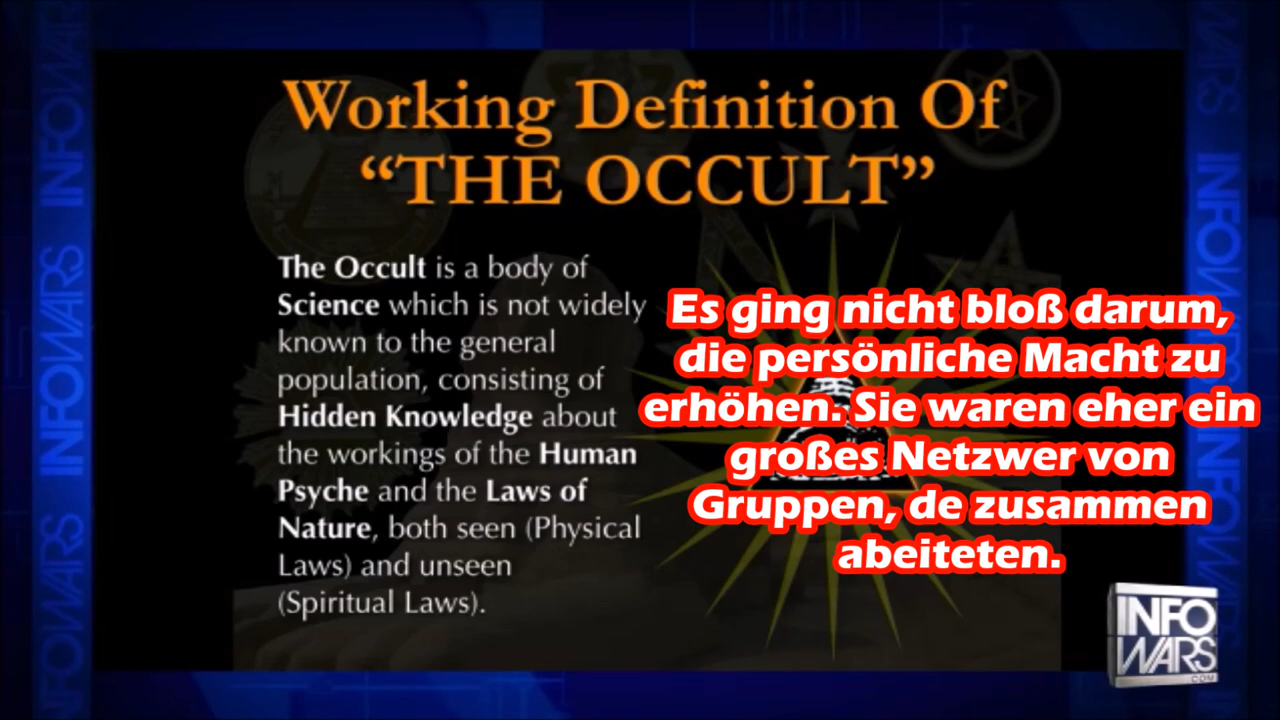 Working Definition Of
“THE OCCULT”
The Occult is a body of
Science which is not widely
known to the general
population, consisting of
Hidden Knowledge about
the workings of the Human
Psyche and the Laws of
Nature, both seen (Physical
Laws) and unseen
(Spiritual Laws).
Es ging nicht bloß darum,
die persönliche Macht zu
erhöhen. Sie waren eher ein
großes Netzwer von
Gruppen, de zusammen
abeiteten.
INFO
WARS
.COM
INFOWARS
INFOWARS
INFOWARS
INFOWARS